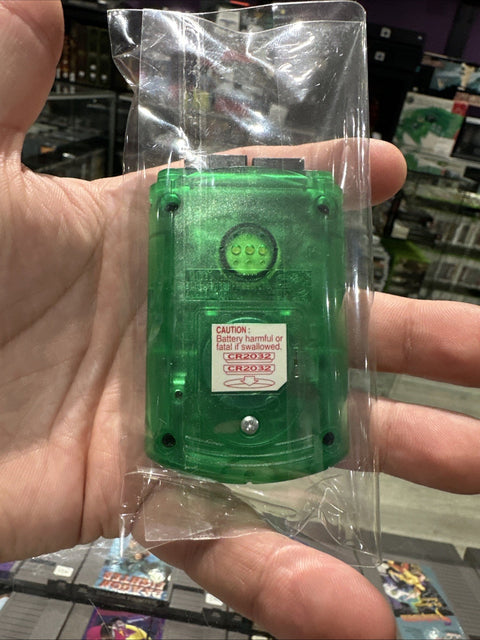 CAUTION :
Battery harmful or
fatal if swallowed.
CR2032
CR2032